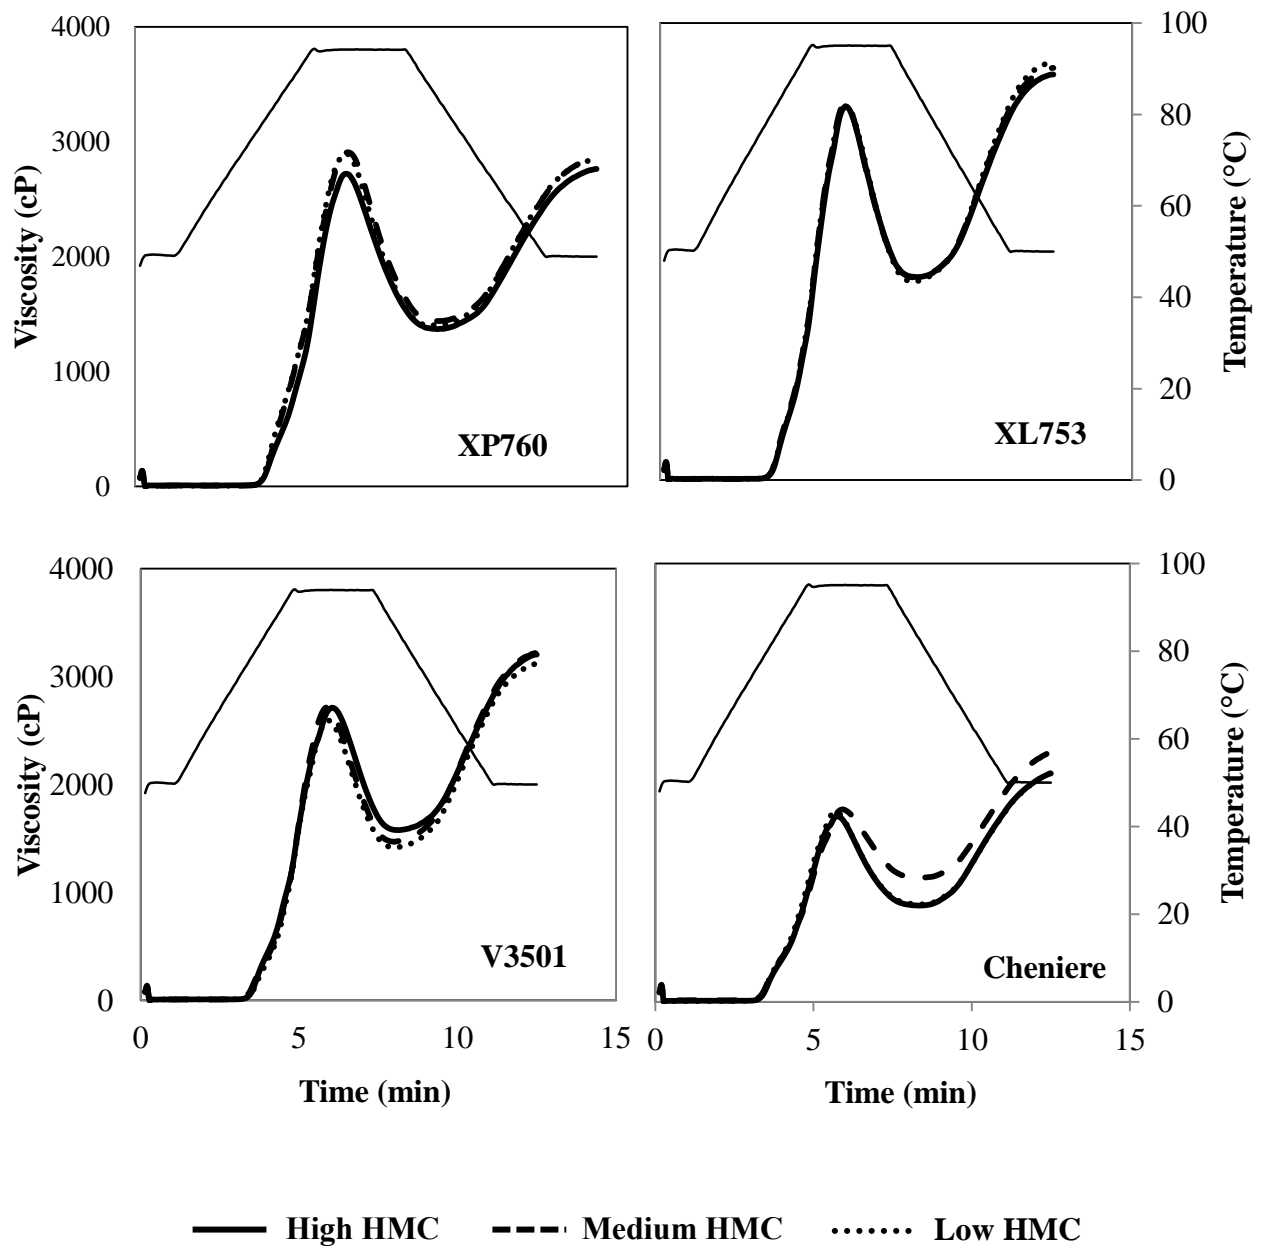 4000
3000
2000
1000
0
Viscosity (cP)
XP760
100
80
60
40
20
0
Temperature (°C)
XL753
4000
3000
2000
1000
0
Viscosity (cP)
V3501
0 5 10 15
Time (min)
100
80
60
40
20
0
Temperature (°C)
Cheniere
0 5 10 15
Time (min)
High HMC Medium HMC Low HMC